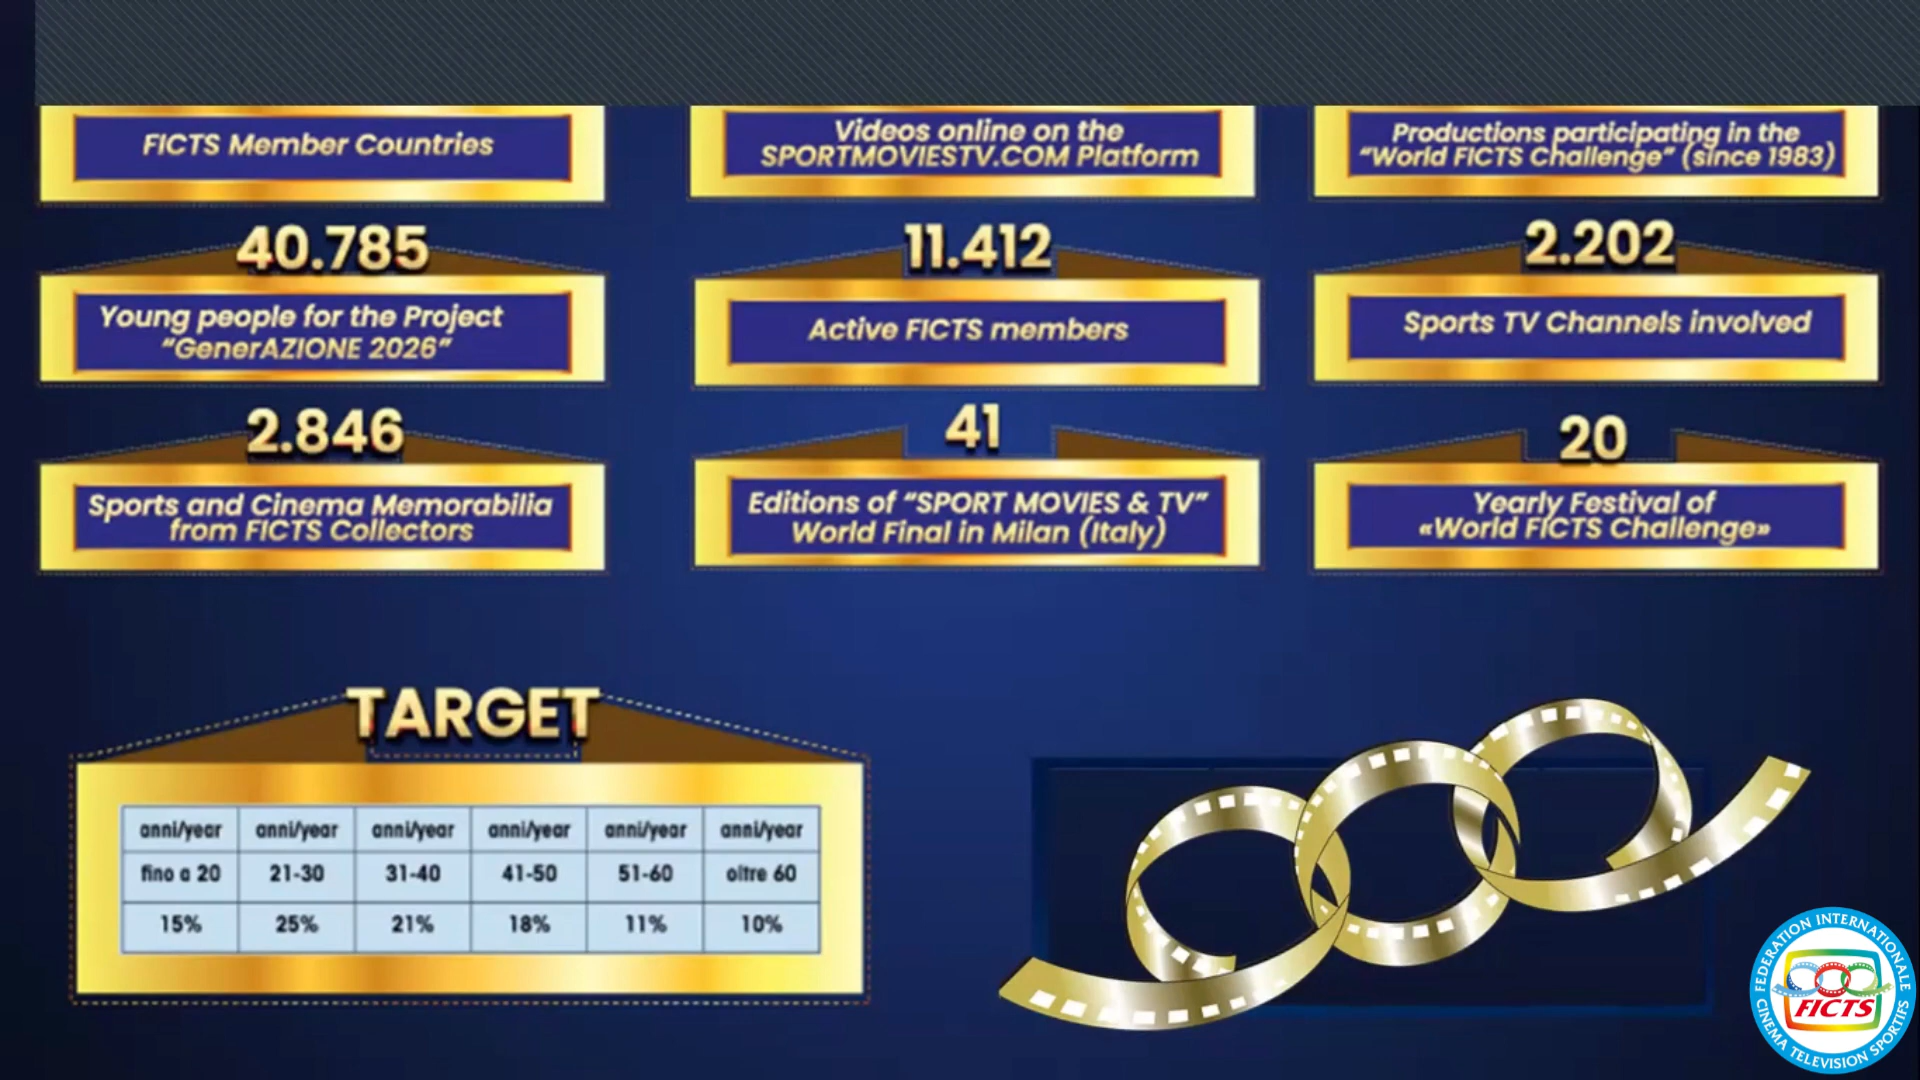 FICTS Member Countries
Videos online on the
SPORTMOVIESTV.COM Platform
Productions participating in the
“World FICTS Challenge” (since 1983)
40.785
Young people for the Project
“GenerAZIONE 2026”
11.412
Active FICTS members
2.202
Sports TV Channels involved
2.846
Sports and Cinema Memorabilia
from FICTS Collectors
41
Editions of “SPORT MOVIES & TV”
World Final in Milan (Italy)
20
Yearly Festival of
«World FICTS Challenge»
TARGET
anni/year anni/year anni/year anni/year anni/year anni/year
fino a 20 21-30 31-40 41-50 51-60 oltre 60
15% 25% 21% 18% 11% 10%
FEDERATION INTERNATIONALE
CINEMA TELEVISION SPORTIFS
FICTS